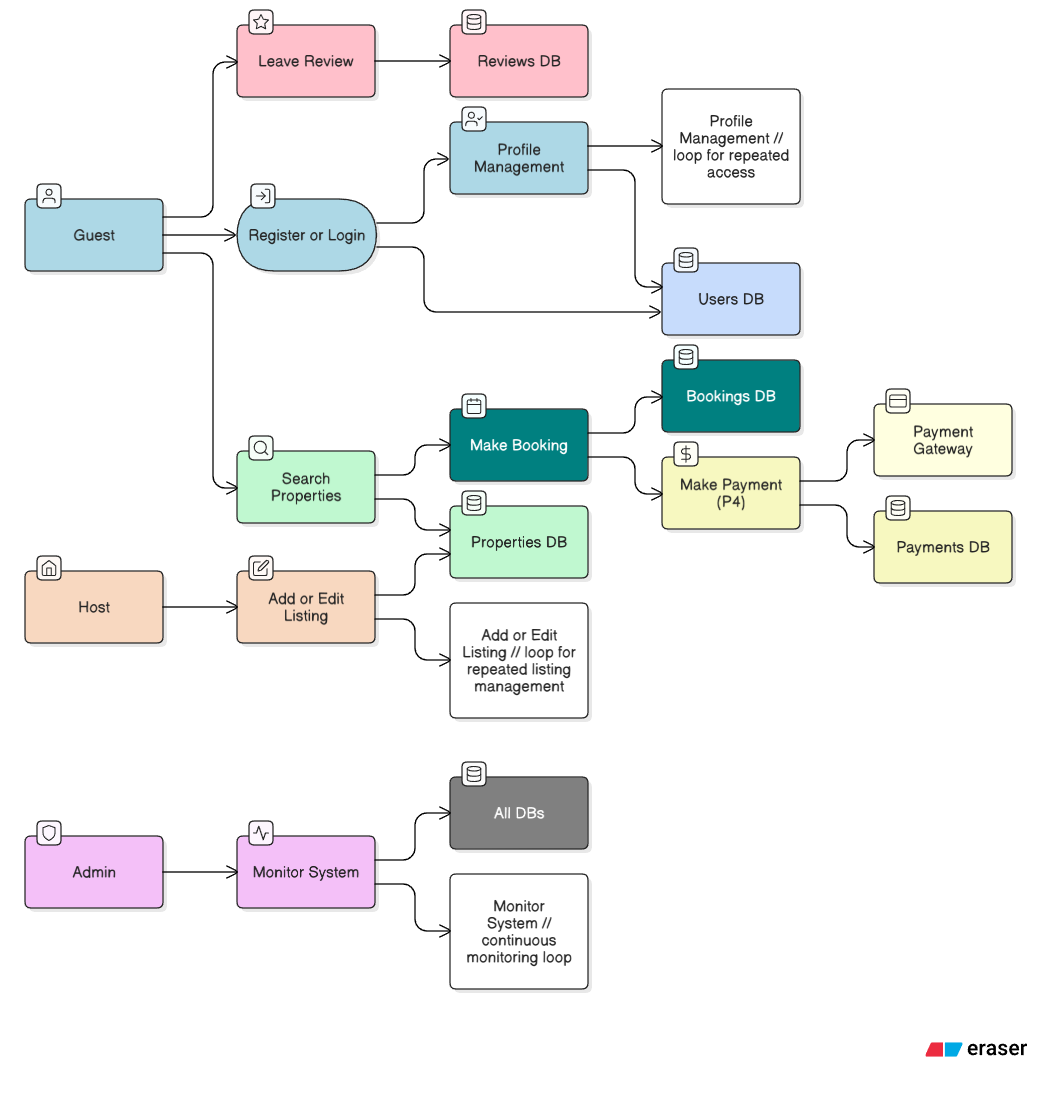 Leave Review
Reviews DB
Profile
Management //
loop for repeated
access
Profile
Management
Guest
Register or Login
Users DB
Bookings DB
Make Booking
Payment
Gateway
Search
Properties
Make Payment
(P4)
Properties DB
Payments DB
Host
Add or Edit
Listing
Add or Edit
Listing // loop for
repeated listing
management
All DBs
Admin
Monitor System
Monitor
System //
continuous
monitoring loop
eraser